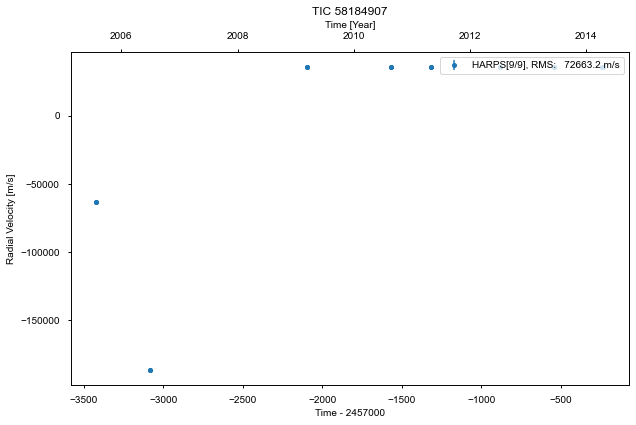 TIC 58184907
Time [Year]
2006 2008 2010 2012 2014
HARPS[9/9], RMS: 72663.2 m/s
Radial Velocity [m/s]
0
−50000
−100000
−150000
−3500 −3000 −2500 −2000 −1500 −1000 −500
Time - 2457000